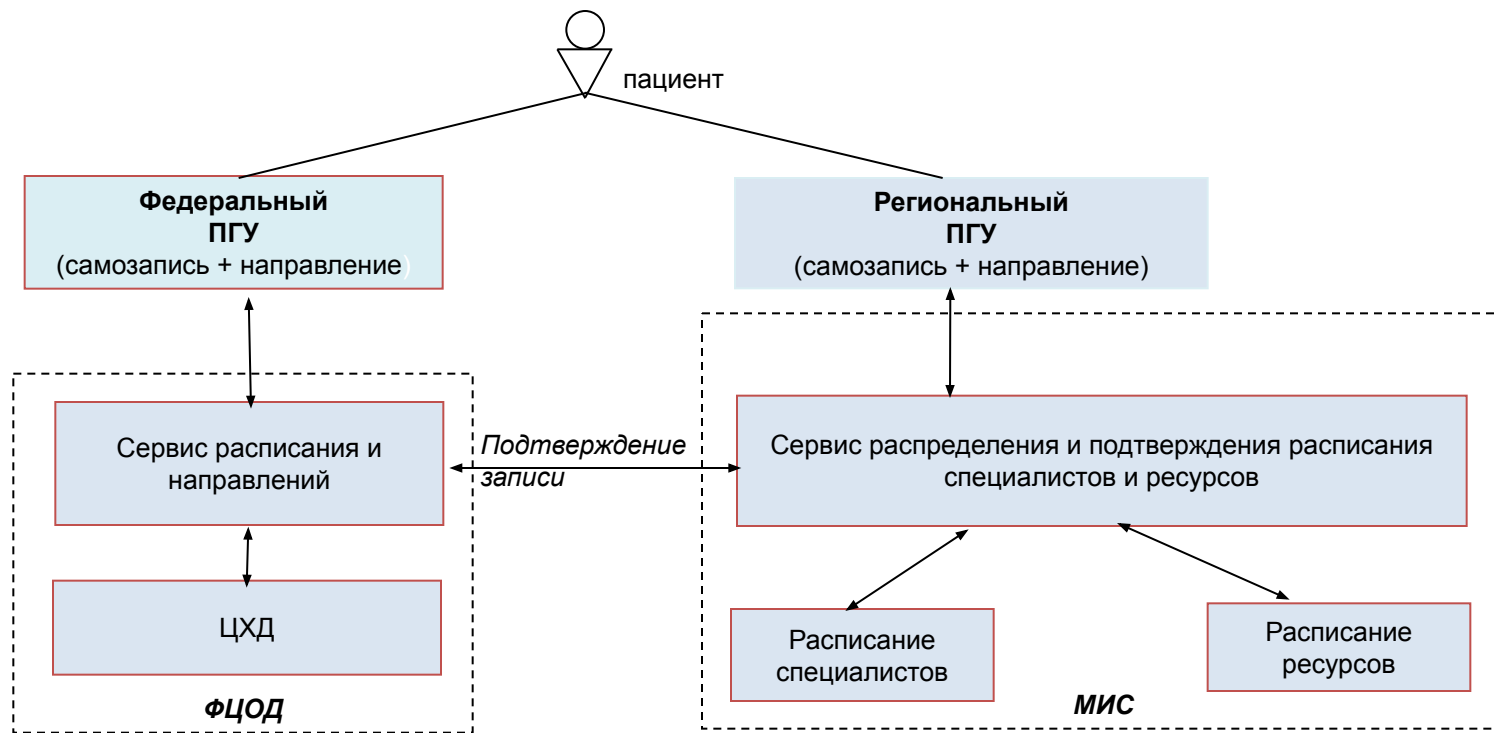 пациент
Федеральный
ПГУ
(самозапись + направление)
Региональный
ПГУ
(самозапись + направление)
Сервис расписания и
направлений
Подтверждение
записи
Сервис распределения и подтверждения расписания
специалистов и ресурсов
ЦХД
Расписание
специалистов
Расписание
ресурсов
ФЦОД
МИС